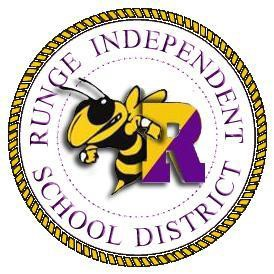 RUNGE INDEPENDENT
R
SCHOOL DISTRICT